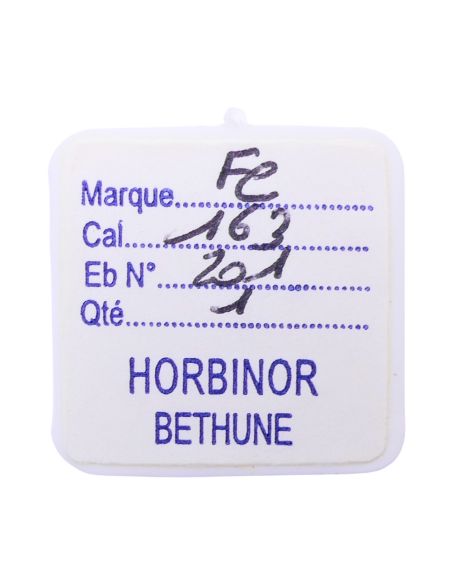 Marque Fe
Cal. 163
Eb N° 201
Qté 1
HORBINOR
BETHUNE